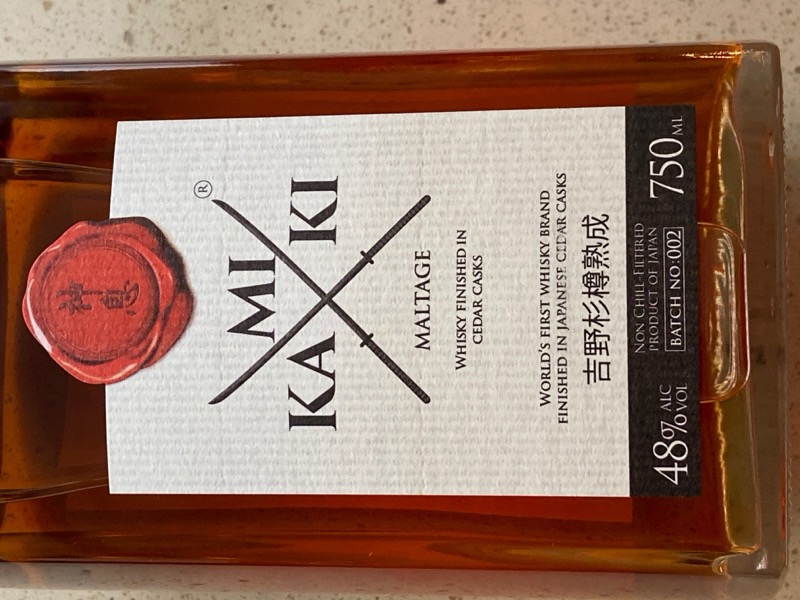 神息
®
MI
KA KI
MALTAGE
WHISKY FINISHED IN
CEDAR CASKS
WORLD'S FIRST WHISKY BRAND
FINISHED IN JAPANESE CEDAR CASKS
吉野杉樽熟成
48% ALC VOL
NON CHILL-FILTERED
PRODUCT OF JAPAN
BATCH NO:002
750 ML